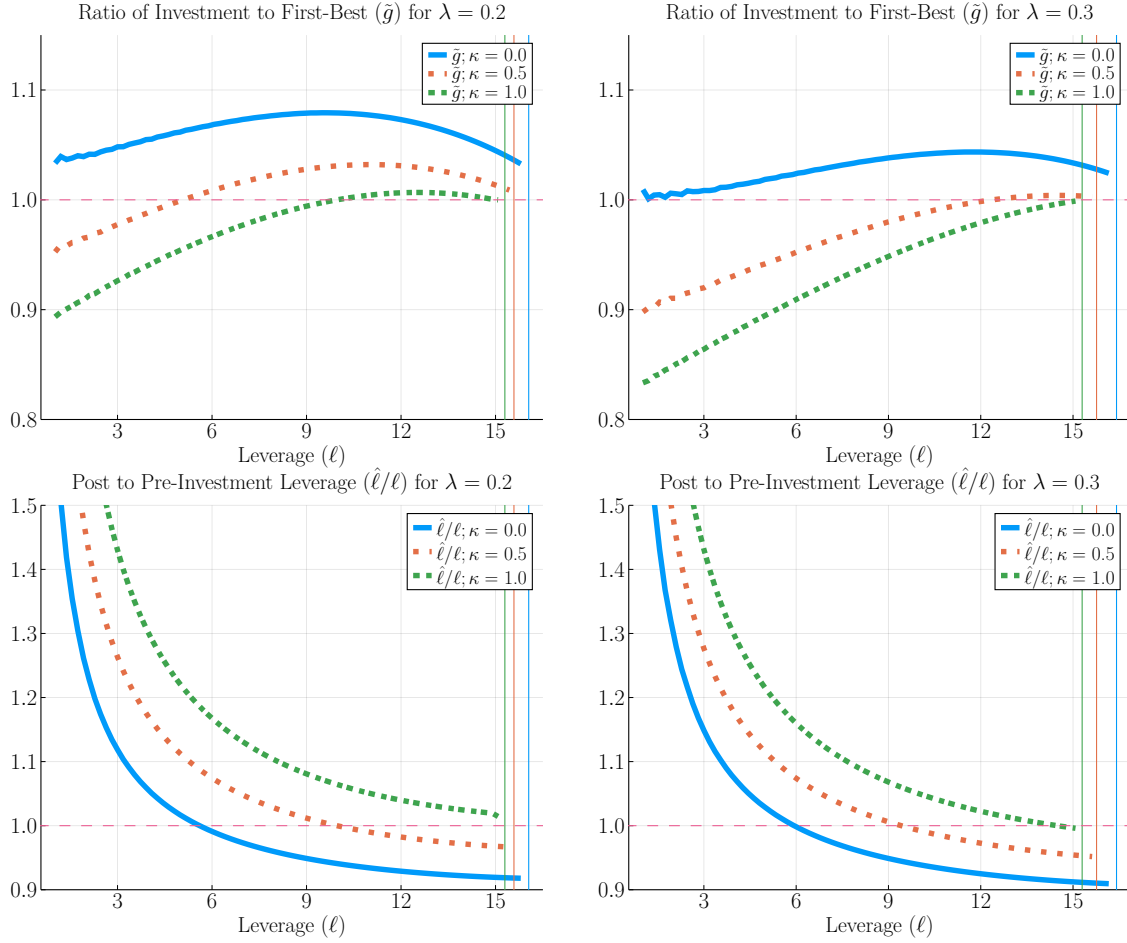 Ratio of Investment to First-Best (g̃) for λ = 0.2
g̃; κ = 0.0
g̃; κ = 0.5
g̃; κ = 1.0
1.1
1.0
0.9
0.8
3 6 9 12 15
Leverage (ℓ)
Ratio of Investment to First-Best (g̃) for λ = 0.3
g̃; κ = 0.0
g̃; κ = 0.5
g̃; κ = 1.0
1.1
1.0
0.9
0.8
3 6 9 12 15
Leverage (ℓ)
Post to Pre-Investment Leverage (ℓ̂/ℓ) for λ = 0.2
ℓ̂/ℓ; κ = 0.0
ℓ̂/ℓ; κ = 0.5
ℓ̂/ℓ; κ = 1.0
1.5
1.4
1.3
1.2
1.1
1.0
0.9
3 6 9 12 15
Leverage (ℓ)
Post to Pre-Investment Leverage (ℓ̂/ℓ) for λ = 0.3
ℓ̂/ℓ; κ = 0.0
ℓ̂/ℓ; κ = 0.5
ℓ̂/ℓ; κ = 1.0
1.5
1.4
1.3
1.2
1.1
1.0
0.9
3 6 9 12 15
Leverage (ℓ)